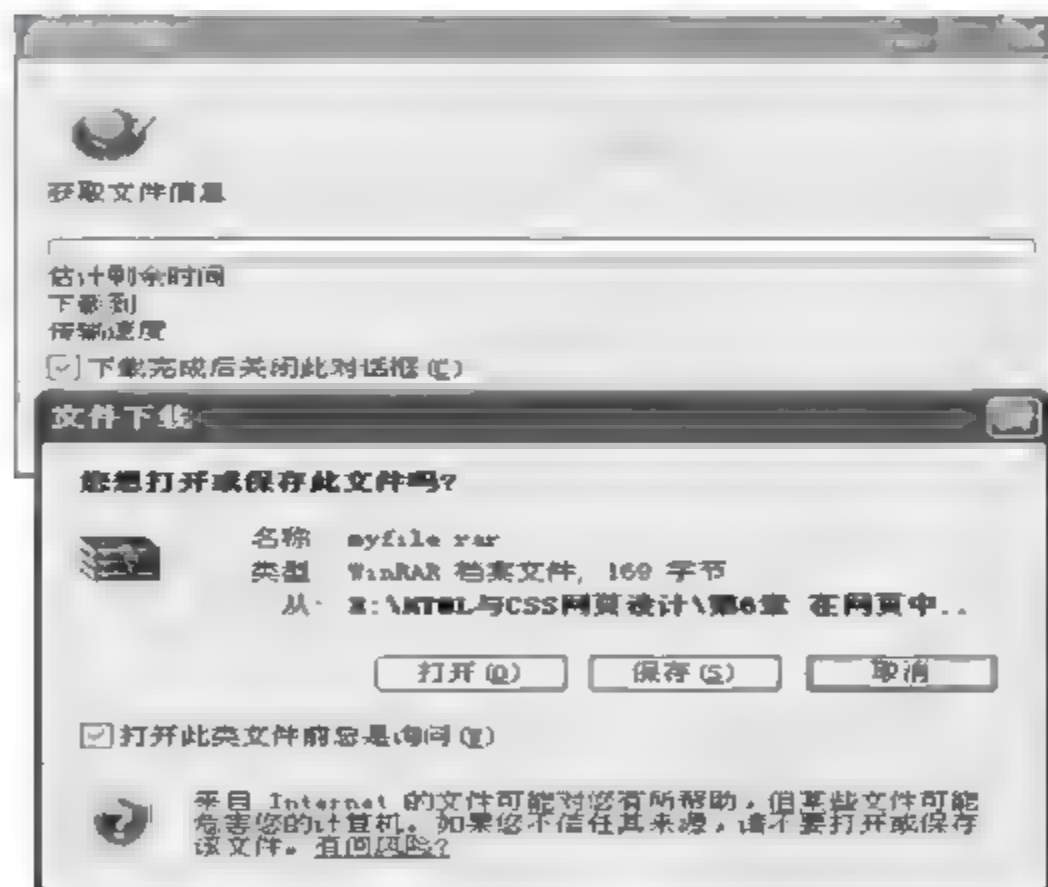 获取文件信息
估计剩余时间
下载到
传输速度
下载完成后关闭此对话框(C)
文件下载
您想打开或保存此文件吗?
名称 myfile rar
类型 WinRAR 档案文件, 169 字节
从: E:\HTML与CSS网页设计\第6章 在网页中..
打开(O) 保存(S) 取消
打开此类文件前总是询问(W)
来自 Internet 的文件可能对您有所帮助，但某些文件可能
危害您的计算机。如果您不信任其来源，请不要打开或保存
该文件。有何风险?